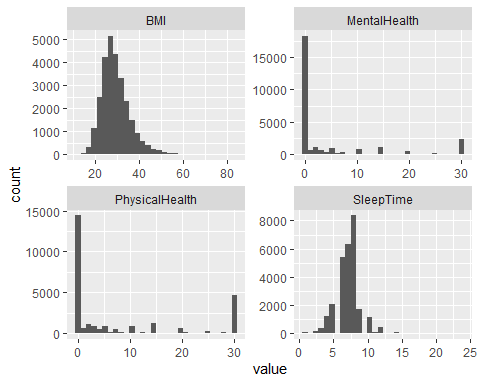 BMI
MentalHealth
5000
4000
3000
2000
1000
0
20 40 60 80
15000
10000
5000
0
0 10 20 30
count
PhysicalHealth
SleepTime
15000
10000
5000
0
0 10 20 30
8000
6000
4000
2000
0
0 5 10 15 20 25
value